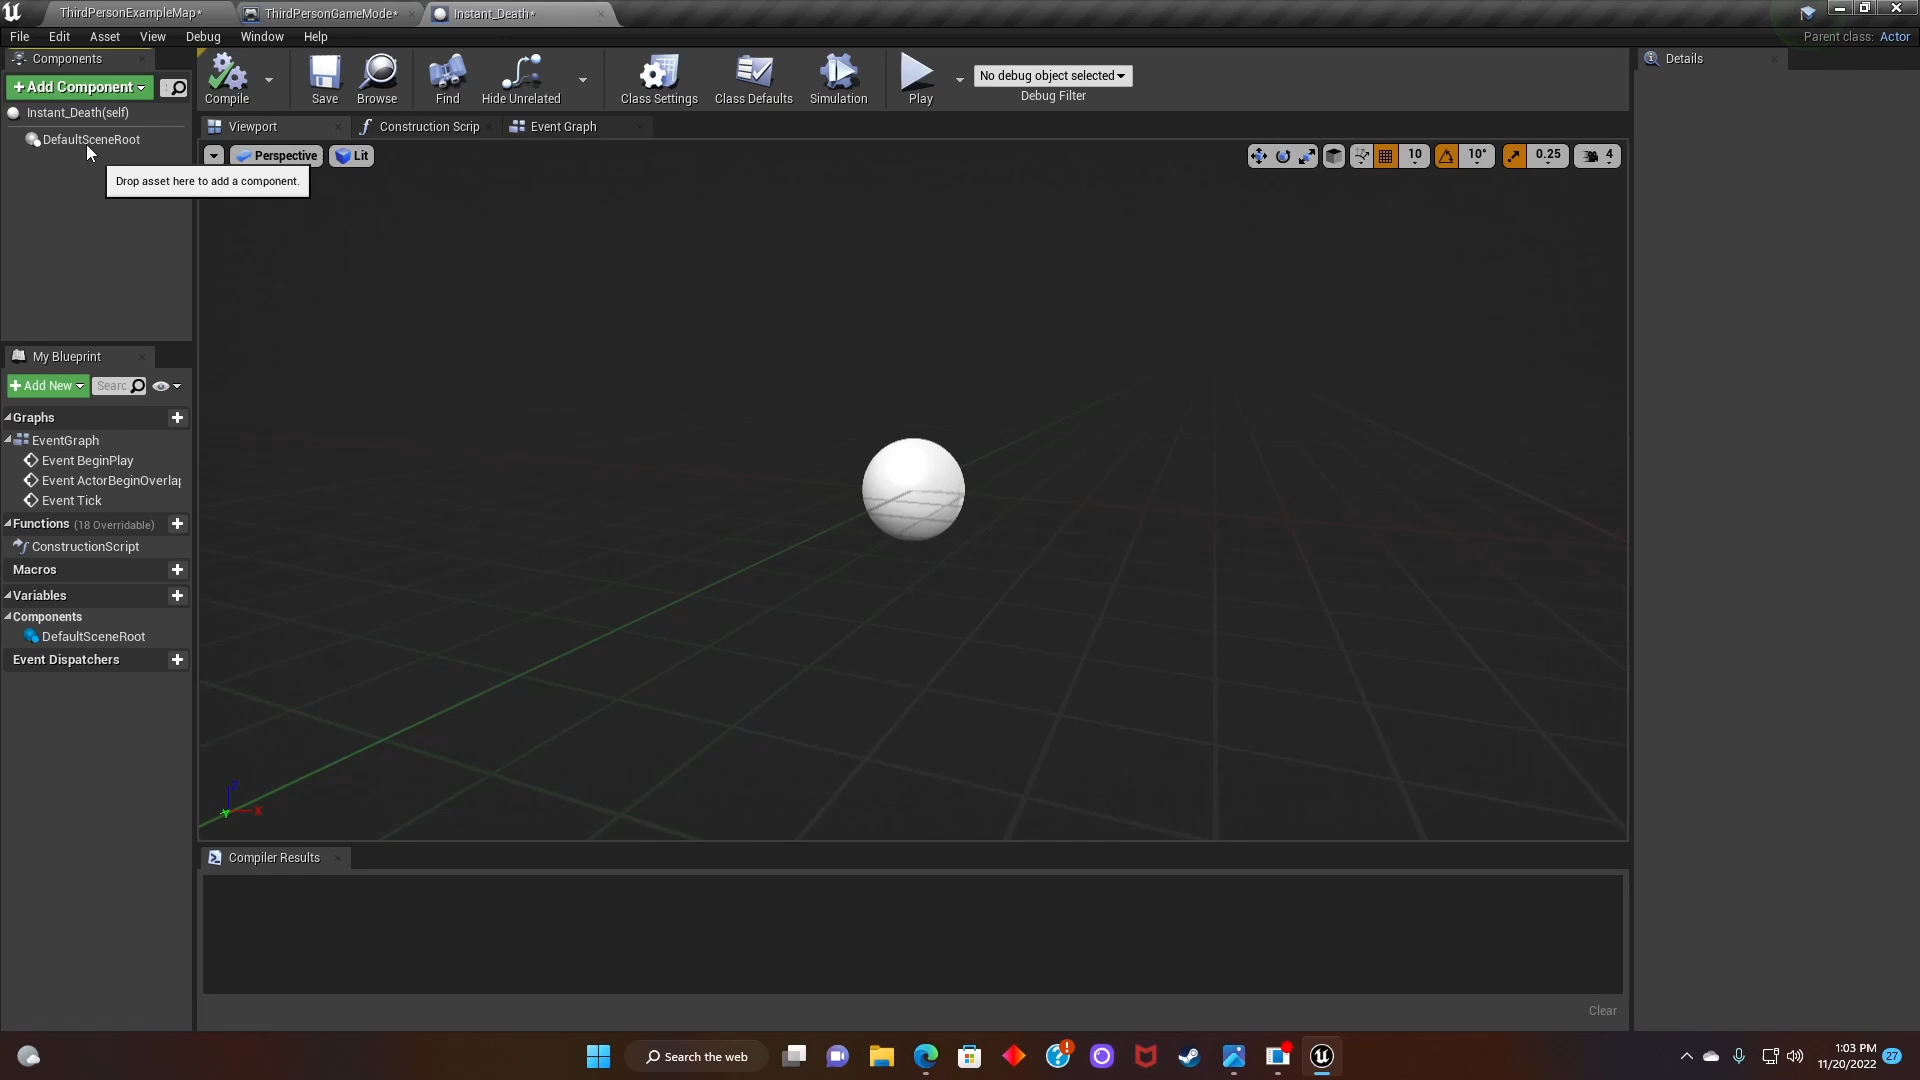 ThirdPersonExampleMap*
ThirdPersonGameMode*
Instant_Death*
File
Edit
Asset
View
Debug
Window
Help
Parent class: Actor
Components
+Add Component
Instant_Death(self)
DefaultSceneRoot
Drop asset here to add a component.
Compile
Save
Browse
Find
Hide Unrelated
Class Settings
Class Defaults
Simulation
Play
No debug object selected
Debug Filter
Details
Viewport
Construction Scrip
Event Graph
Perspective
Lit
10
10°
0.25
4
My Blueprint
+Add New
Searc
Graphs
EventGraph
Event BeginPlay
Event ActorBeginOverlap
Event Tick
Functions (18 Overridable)
ConstructionScript
Macros
Variables
Components
DefaultSceneRoot
Event Dispatchers
Z
X
Y
Compiler Results
Clear
Search the web
1:03 PM
11/20/2022
27